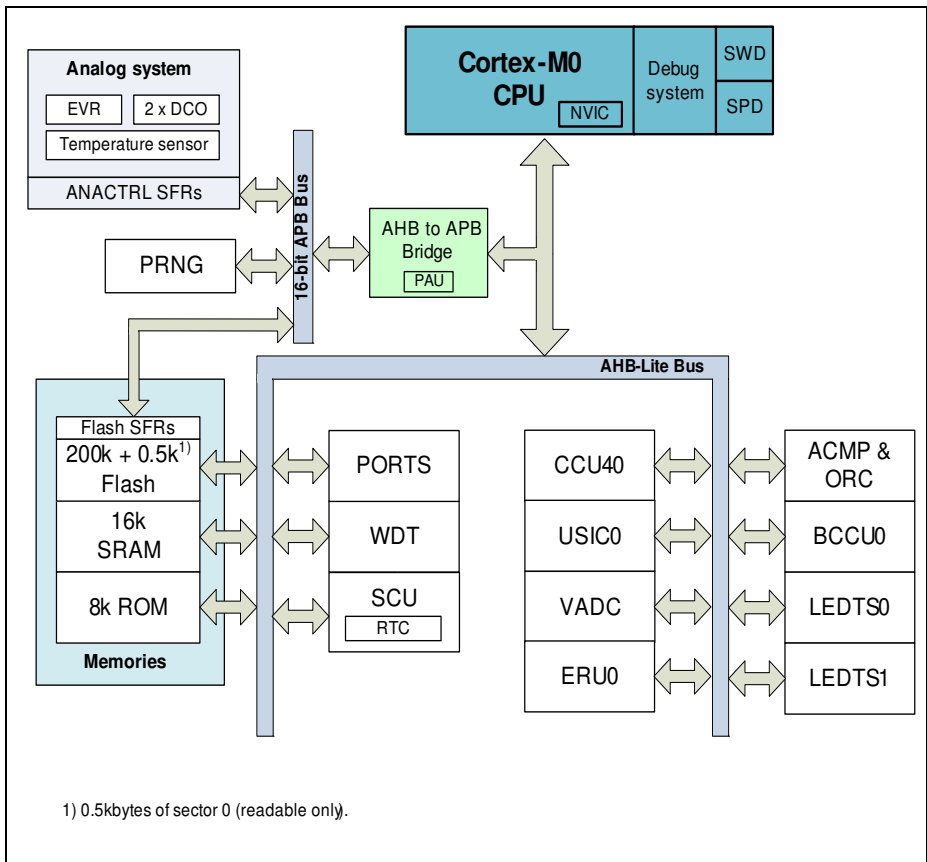 Analog system
EVR
2 x DCO
Temperature sensor
ANACTRL SFRs
PRNG
16-bit APB Bus
AHB to APB
Bridge
PAU
Cortex-M0
CPU
NVIC
Debug
system
SWD
SPD
AHB-Lite Bus
Flash SFRs
200k + 0.5k1)
Flash
16k
SRAM
8k ROM
Memories
PORTS
WDT
SCU
RTC
CCU40
USIC0
VADC
ERU0
ACMP &
ORC
BCCU0
LEDTS0
LEDTS1
1) 0.5kbytes of sector 0 (readable only).